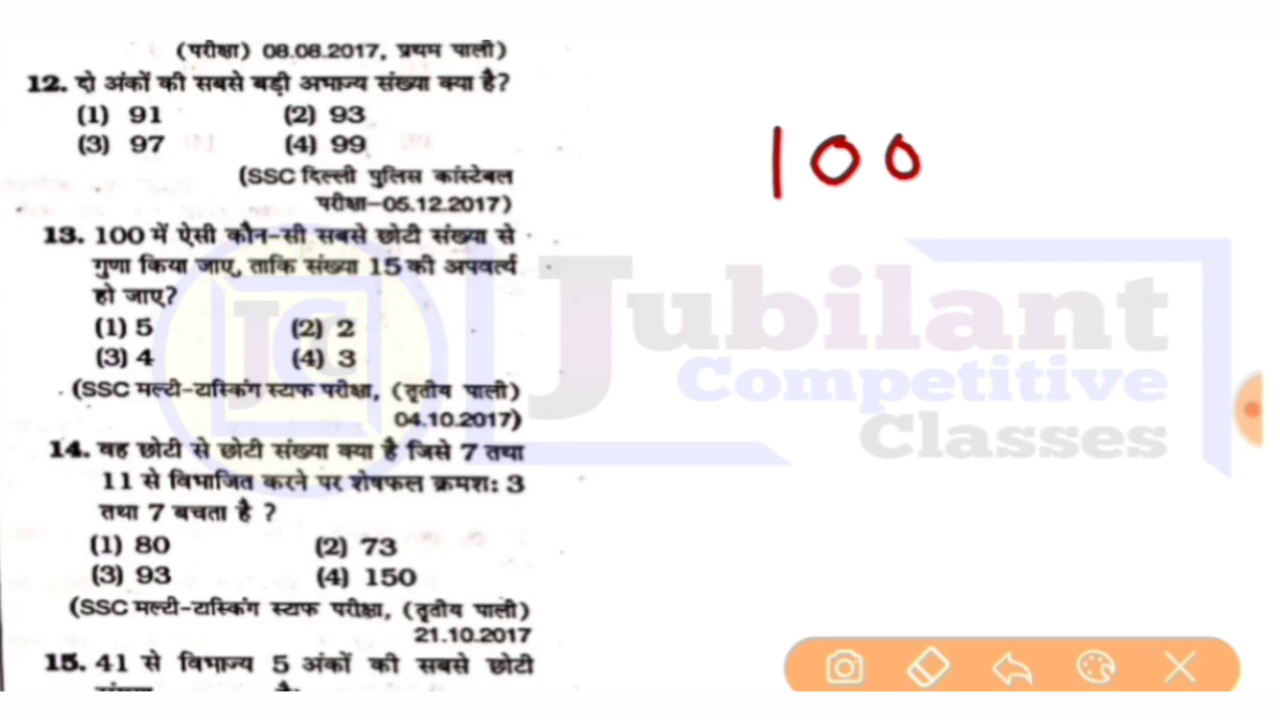 (परीक्षा) 08.08.2017, प्रथम पाली)
12. दो अंकों की सबसे बड़ी अभाज्य संख्या क्या है?
(1) 91 (2) 93
(3) 97 (4) 99
(SSC दिल्ली पुलिस कांस्टेबल
परीक्षा–05.12.2017)
13. 100 में ऐसी कौन-सी सबसे छोटी संख्या से
गुणा किया जाए, ताकि संख्या 15 की अपवर्त्य
हो जाए?
(1) 5 (2) 2
(3) 4 (4) 3
(SSC मल्टी-टास्किंग स्टाफ परीक्षा, (तृतीय पाली)
04.10.2017)
14. वह छोटी से छोटी संख्या क्या है जिसे 7 तथा
11 से विभाजित करने पर शेषफल क्रमशः 3
तथा 7 बचता है ?
(1) 80 (2) 73
(3) 93 (4) 150
(SSC मल्टी-टास्किंग स्टाफ परीक्षा, (तृतीय पाली)
21.10.2017
15. 41 से विभाज्य 5 अंकों की सबसे छोटी
100
JC
Jubilant
Competitive
Classes